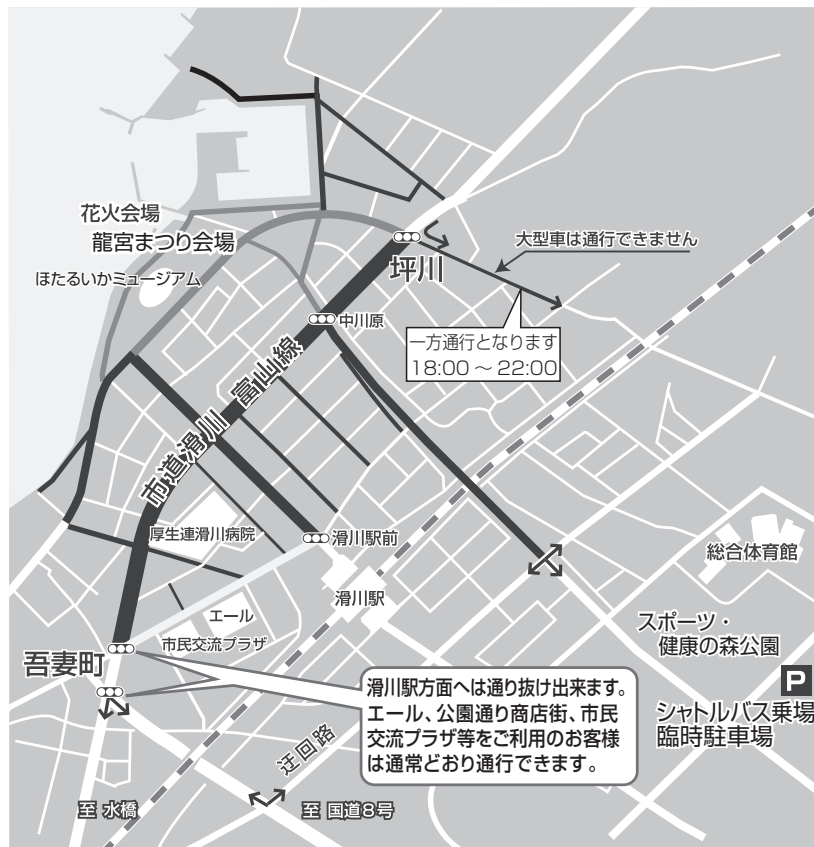 花火会場
龍宮まつり会場
ほたるいかミュージアム
大型車は通行できません
坪川
中川原
一方通行となります
18:00 ～ 22:00
市道滑川 富山線
厚生連滑川病院
滑川駅前
滑川駅
総合体育館
エール
市民交流プラザ
スポーツ・
健康の森公園
吾妻町
P
シャトルバス乗場
臨時駐車場
滑川駅方面へは通り抜け出来ます。
エール、公園通り商店街、市民
交流プラザ等をご利用のお客様
は通常どおり通行できます。
迂回路
至 水橋
至 国道8号